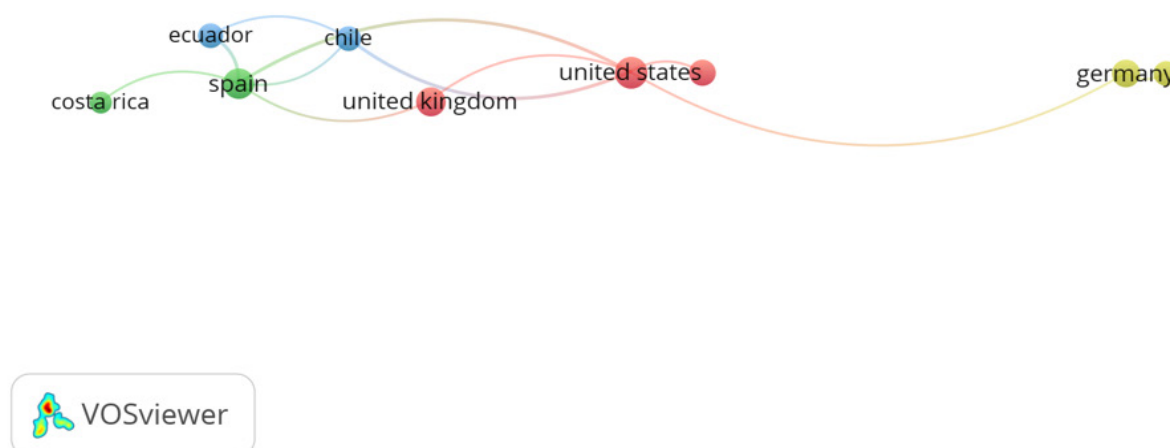 ecuador
chile
spain
costa rica
united kingdom
united states
germany
VOSviewer